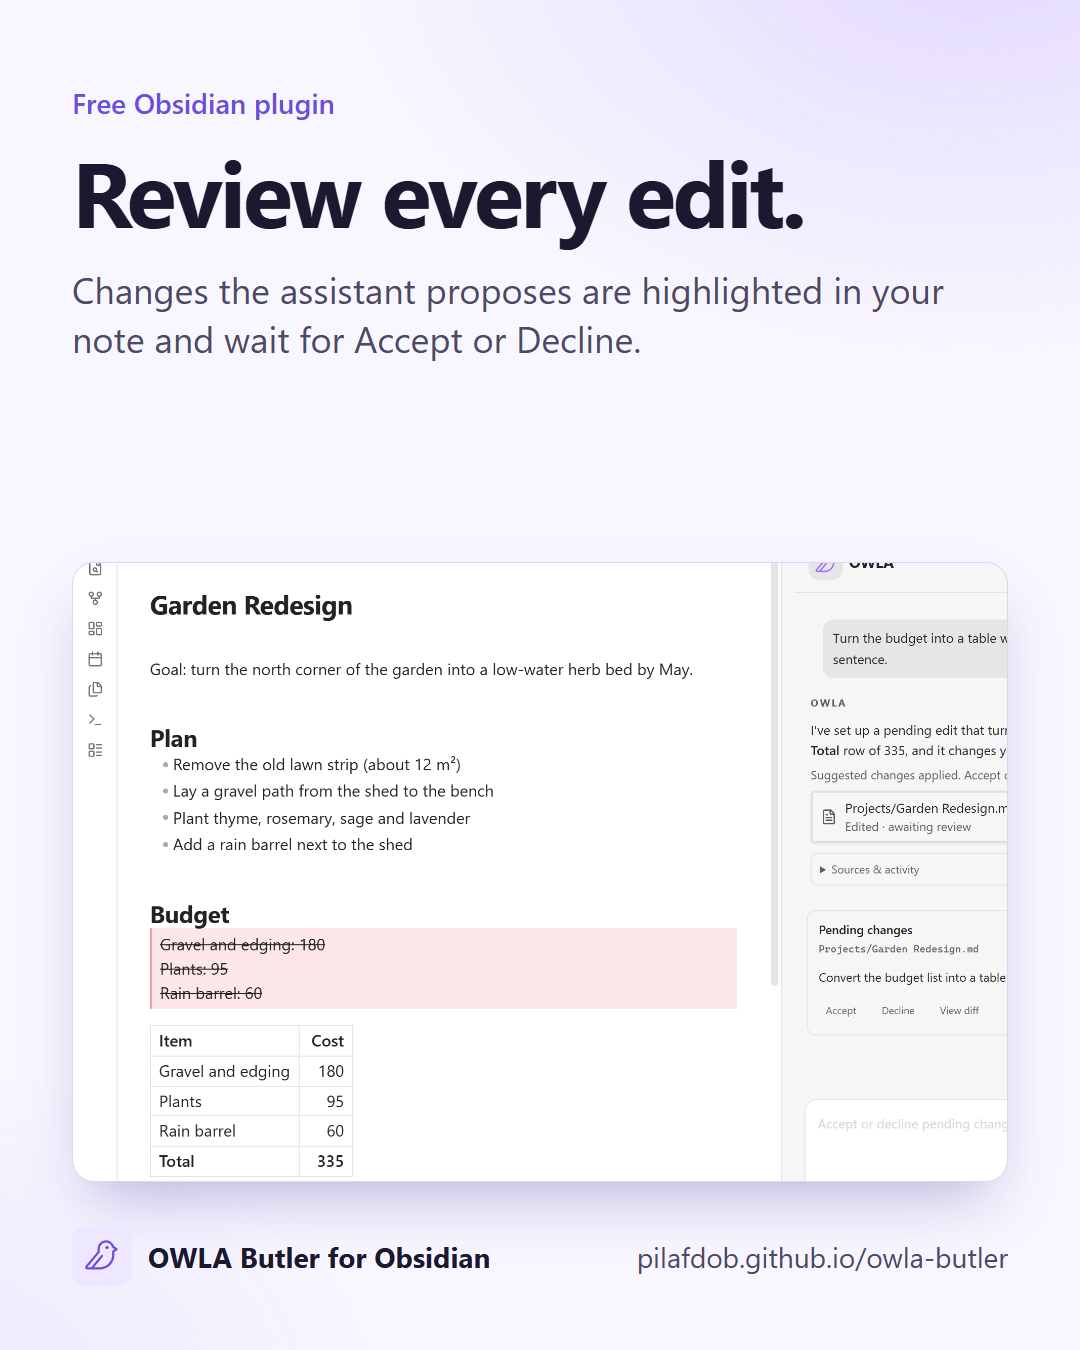 Free Obsidian plugin
Review every edit.
Changes the assistant proposes are highlighted in your
note and wait for Accept or Decline.
Garden Redesign
Goal: turn the north corner of the garden into a low-water herb bed by May.
Plan
Remove the old lawn strip (about 12 m²)
Lay a gravel path from the shed to the bench
Plant thyme, rosemary, sage and lavender
Add a rain barrel next to the shed
Budget
Gravel and edging: 180
Plants: 95
Rain barrel: 60
Item Cost
Gravel and edging 180
Plants 95
Rain barrel 60
Total 335
OWLA
Turn the budget into a table w
sentence.
OWLA
I've set up a pending edit that tur
Total row of 335, and it changes y
Suggested changes applied. Accept
Projects/Garden Redesign.m
Edited · awaiting review
Sources & activity
Pending changes
Projects/Garden Redesign.md
Convert the budget list into a table
Accept Decline View diff
Accept or decline pending chang
OWLA Butler for Obsidian
pilafdob.github.io/owla-butler